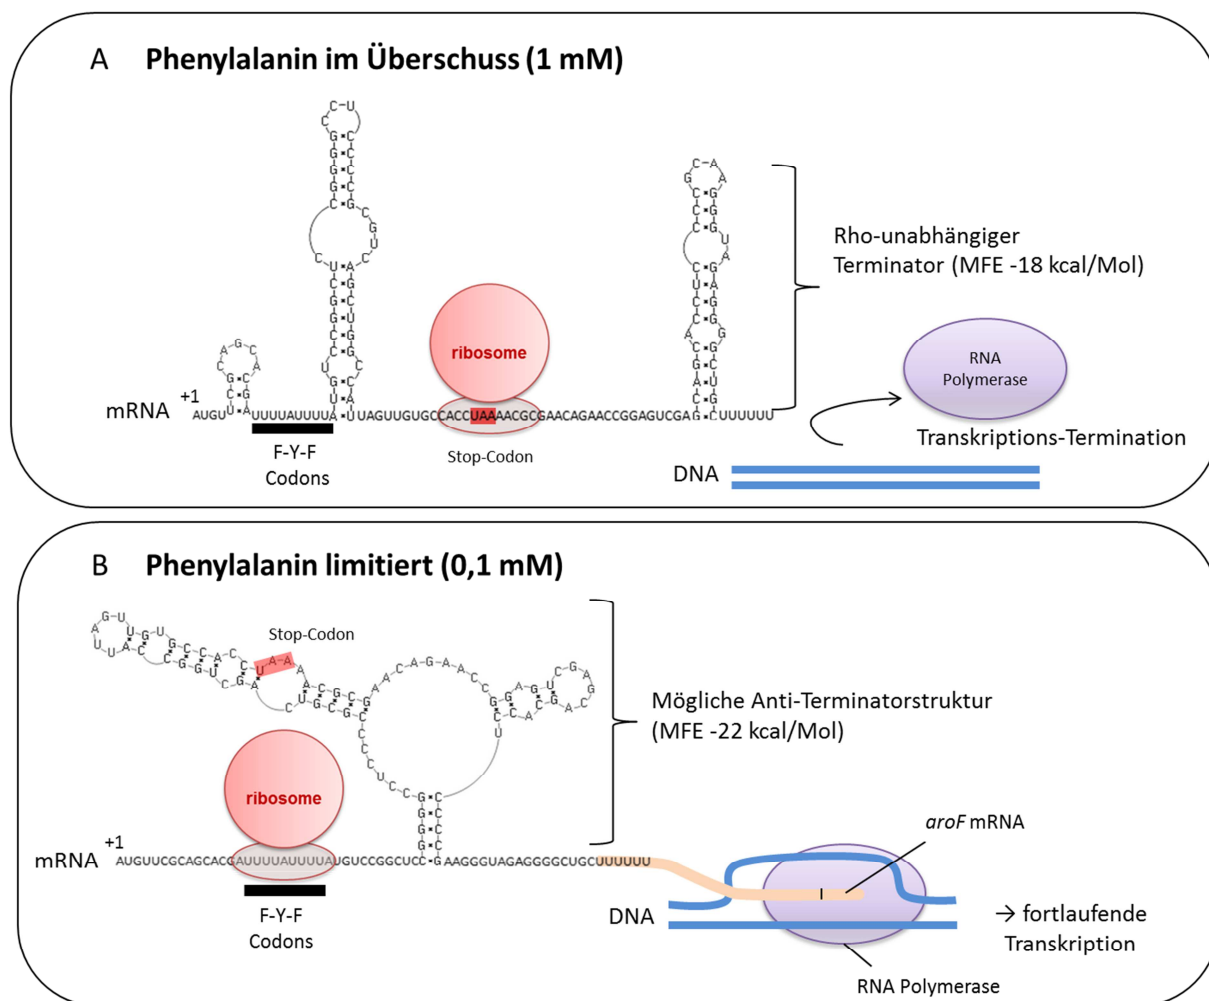 A Phenylalanin im Überschuss (1 mM)
Rho-unabhängiger
Terminator (MFE -18 kcal/Mol)
ribosome
RNA
Polymerase
mRNA
+1
AUGU
UUUUAUUUUA
UUAGUUGUGCCACCUAAAACGCGAACAGAACCGGAGUCGAG
CUUUUUU
F-Y-F
Codons
Stop-Codon
Transkriptions-Termination
DNA
B Phenylalanin limitiert (0,1 mM)
Stop-Codon
Mögliche Anti-Terminatorstruktur
(MFE -22 kcal/Mol)
ribosome
aroF mRNA
+1
mRNA
AUGUUCGCAGCACGAUUUUAUUUUAUGUCCGGCUCC
GAAGGGUAGAGGGGCUGCUUUUUU
F-Y-F
Codons
DNA
→ fortlaufende
Transkription
RNA Polymerase